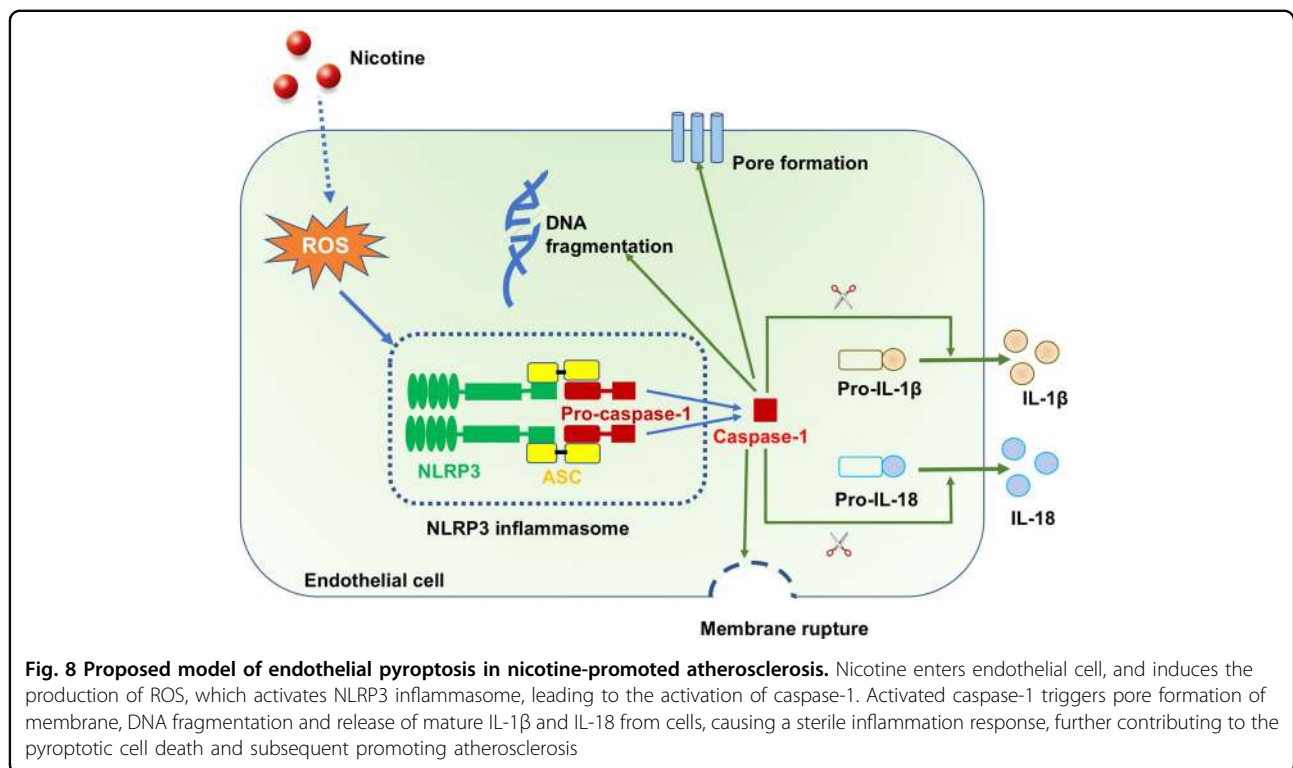 Nicotine
Pore formation
DNA
fragmentation
ROS
Pro-caspase-1
NLRP3
ASC
NLRP3 inflammasome
Caspase-1
Pro-IL-1β
IL-1β
Pro-IL-18
IL-18
Endothelial cell
Membrane rupture
Fig. 8 Proposed model of endothelial pyroptosis in nicotine-promoted atherosclerosis. Nicotine enters endothelial cell, and induces the
production of ROS, which activates NLRP3 inflammasome, leading to the activation of caspase-1. Activated caspase-1 triggers pore formation of
membrane, DNA fragmentation and release of mature IL-1β and IL-18 from cells, causing a sterile inflammation response, further contributing to the
pyroptotic cell death and subsequent promoting atherosclerosis